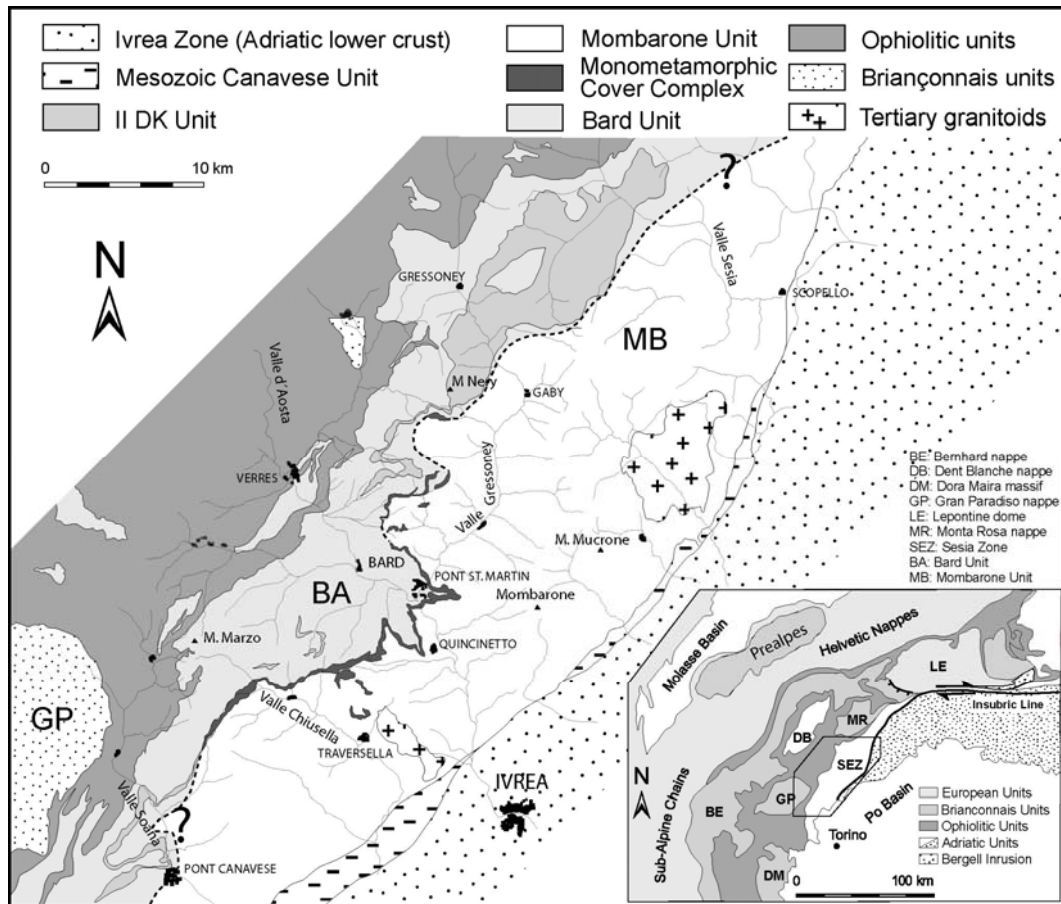 Ivrea Zone (Adriatic lower crust)
Mesozoic Canavese Unit
II DK Unit
Mombarone Unit
Monometamorphic
Cover Complex
Bard Unit
Ophiolitic units
Briançonnais units
Tertiary granitoids
0
10 km
N
?
Valle Sesia
GRESSONEY
SCOPELLO
MB
Valle d'Aosta
M Nery
GABY
VERRES
Valle Gressoney
M. Mucrone
BARD
PONT ST. MARTIN
BA
Mombarone
M. Marzo
QUINCINETTO
GP
Valle Chiusella
TRAVERSELLA
IVREA
Valle Soana
?
PONT CANAVESE
BE: Bernhard nappe
DB: Dent Blanche nappe
DM: Dora Maira massif
GP: Gran Paradiso nappe
LE: Lepontine dome
MR: Monta Rosa nappe
SEZ: Sesia Zone
BA: Bard Unit
MB: Mombarone Unit
Molasse Basin
Prealpes
Helvetic Nappes
LE
Insubric Line
MR
DB
SEZ
N
GP
BE
Po Basin
Sub-Alpine Chains
Torino
DM
European Units
Brianconnais Units
Ophiolitic Units
Adriatic Units
Bergell Inrusion
0
100 km